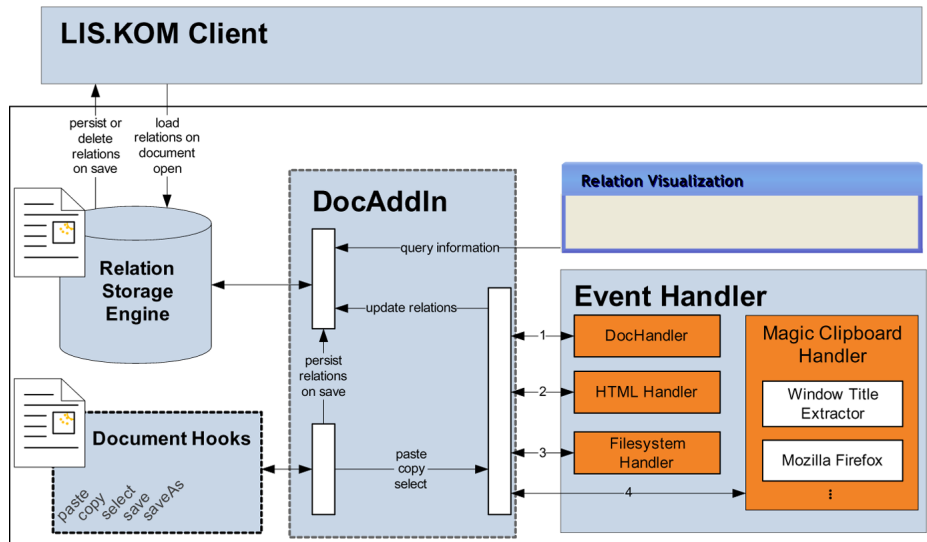 LIS.KOM Client
persist or
delete
relations
on save
load
relations on
document
open
Relation
Storage
Engine
DocAddIn
Relation Visualization
query information
update relations
persist
relations
on save
paste
copy
select
Document Hooks
paste
copy
select
save
saveAs
Event Handler
1
DocHandler
2
HTML Handler
3
Filesystem
Handler
4
Magic Clipboard
Handler
Window Title
Extractor
Mozilla Firefox
⋮